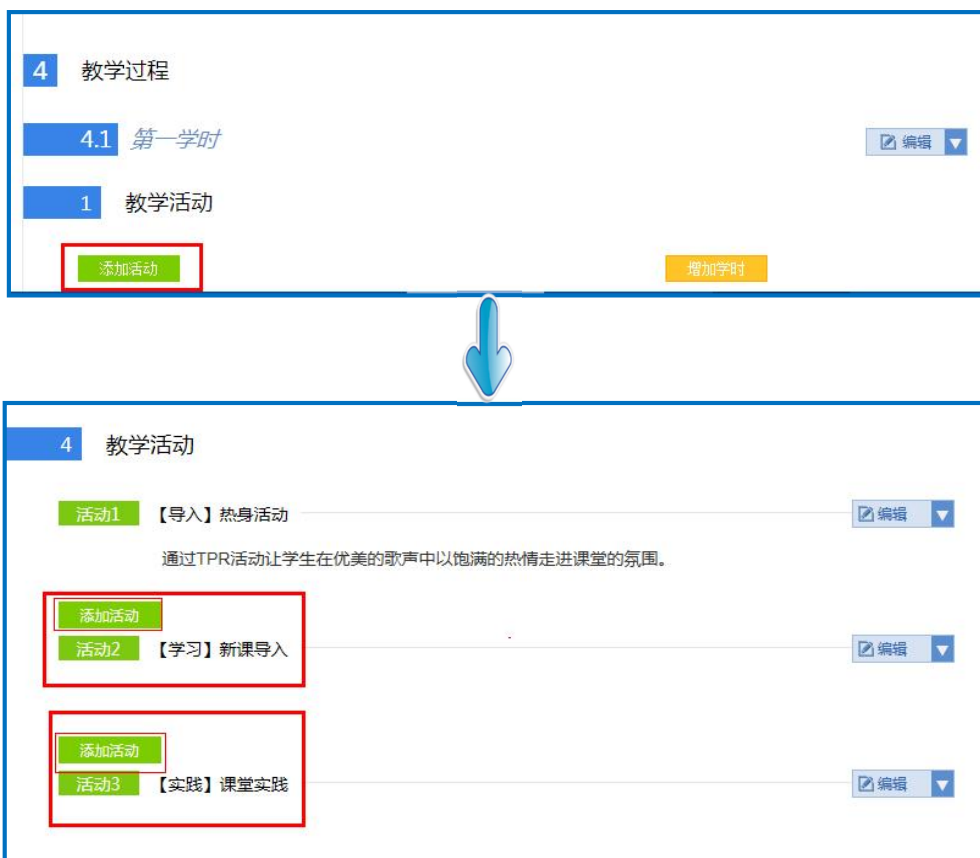 4 教学过程
4.1 第一学时 编辑
1 教学活动
添加活动 增加学时
4 教学活动
活动1 【导入】热身活动 编辑
通过TPR活动让学生在优美的歌声中以饱满的热情走进课堂的氛围。
添加活动
活动2 【学习】新课导入 编辑
添加活动
活动3 【实践】课堂实践 编辑